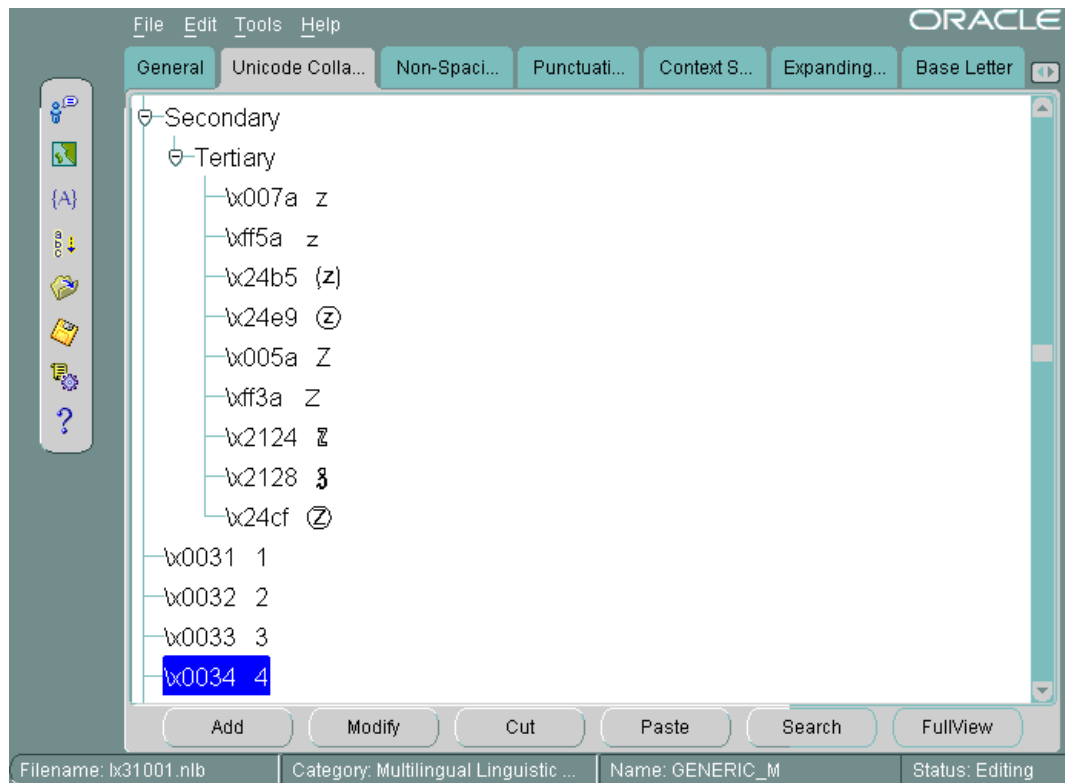 File Edit Tools Help ORACLE
General Unicode Colla... Non-Spaci... Punctuati... Context S... Expanding... Base Letter
{A}
a
b
c
?
Secondary
Tertiary
\x007a z
\xff5a z
\x24b5 (z)
\x24e9 ⓩ
\x005a Z
\xff3a Z
\x2124 ℤ
\x2128 ℨ
\x24cf Ⓩ
\x0031 1
\x0032 2
\x0033 3
\x0034 4
Add Modify Cut Paste Search FullView
Filename: lx31001.nlb Category: Multilingual Linguistic ... Name: GENERIC_M Status: Editing